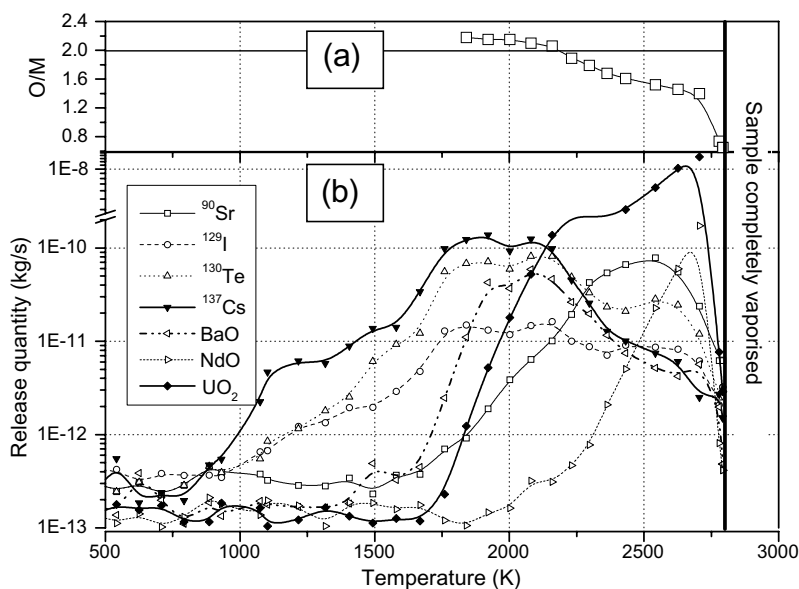 2.4
2.0
1.6
1.2
0.8
O/M
(a)
(b)
1E-8
1E-10
1E-11
1E-12
1E-13
Release quantity (kg/s)
⁹⁰Sr
¹²⁹I
¹³⁰Te
¹³⁷Cs
BaO
NdO
UO₂
Sample completely vaporised
500 1000 1500 2000 2500 3000
Temperature (K)